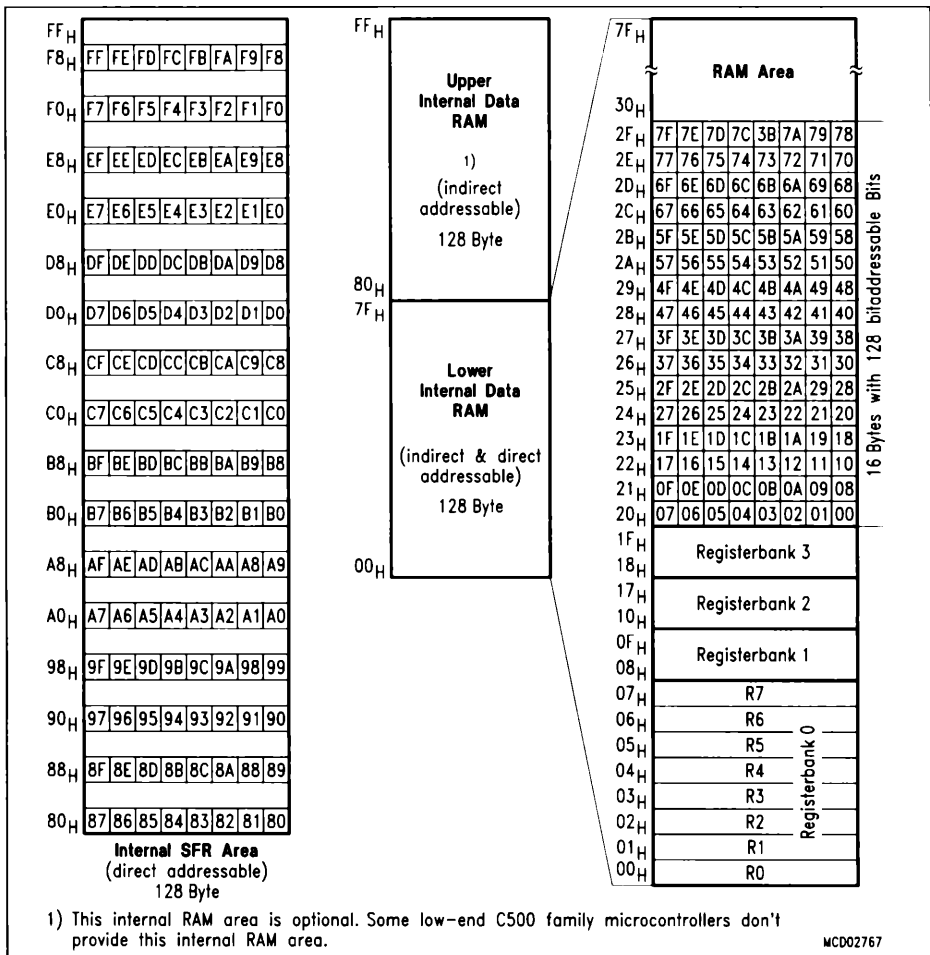 FFH
F8H FF FE FD FC FB FA F9 F8
F0H F7 F6 F5 F4 F3 F2 F1 F0
E8H EF EE ED EC EB EA E9 E8
E0H E7 E6 E5 E4 E3 E2 E1 E0
D8H DF DE DD DC DB DA D9 D8
D0H D7 D6 D5 D4 D3 D2 D1 D0
C8H CF CE CD CC CB CA C9 C8
C0H C7 C6 C5 C4 C3 C2 C1 C0
B8H BF BE BD BC BB BA B9 B8
B0H B7 B6 B5 B4 B3 B2 B1 B0
A8H AF AE AD AB AC AA A8 A9
A0H A7 A6 A5 A4 A3 A2 A1 A0
98H 9F 9E 9D 9B 9C 9A 98 99
90H 97 96 95 94 93 92 91 90
88H 8F 8E 8D 8B 8C 8A 88 89
80H 87 86 85 84 83 82 81 80
Internal SFR Area
(direct addressable)
128 Byte
FFH
Upper
Internal Data
RAM
1)
(indirect
addressable)
128 Byte
80H
7FH
Lower
Internal Data
RAM
(indirect & direct
addressable)
128 Byte
00H
7FH
RAM Area
30H
2FH 7F 7E 7D 7C 3B 7A 79 78
2EH 77 76 75 74 73 72 71 70
2DH 6F 6E 6D 6C 6B 6A 69 68
2CH 67 66 65 64 63 62 61 60
2BH 5F 5E 5D 5C 5B 5A 59 58
2AH 57 56 55 54 53 52 51 50
29H 4F 4E 4D 4C 4B 4A 49 48
28H 47 46 45 44 43 42 41 40
27H 3F 3E 3D 3C 3B 3A 39 38
26H 37 36 35 34 33 32 31 30
25H 2F 2E 2D 2C 2B 2A 29 28
24H 27 26 25 24 23 22 21 20
23H 1F 1E 1D 1C 1B 1A 19 18
22H 17 16 15 14 13 12 11 10
21H 0F 0E 0D 0C 0B 0A 09 08
20H 07 06 05 04 03 02 01 00
16 Bytes with 128 bitaddressable Bits
1FH
Registerbank 3
18H
17H
Registerbank 2
10H
0FH
Registerbank 1
08H
07H R7
06H R6
05H R5
04H R4
03H R3
02H R2
01H R1
00H R0
Registerbank 0
1) This internal RAM area is optional. Some low-end C500 family microcontrollers don't
provide this internal RAM area.
MCD02767